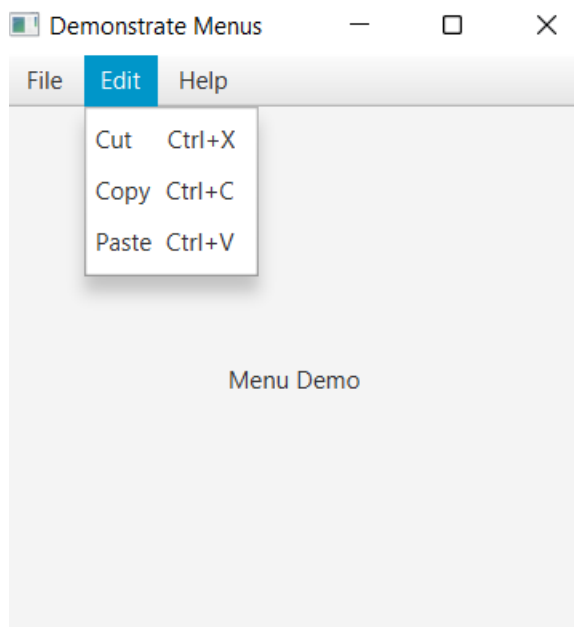 Demonstrate Menus
File Edit Help
Cut Ctrl+X
Copy Ctrl+C
Paste Ctrl+V
Menu Demo